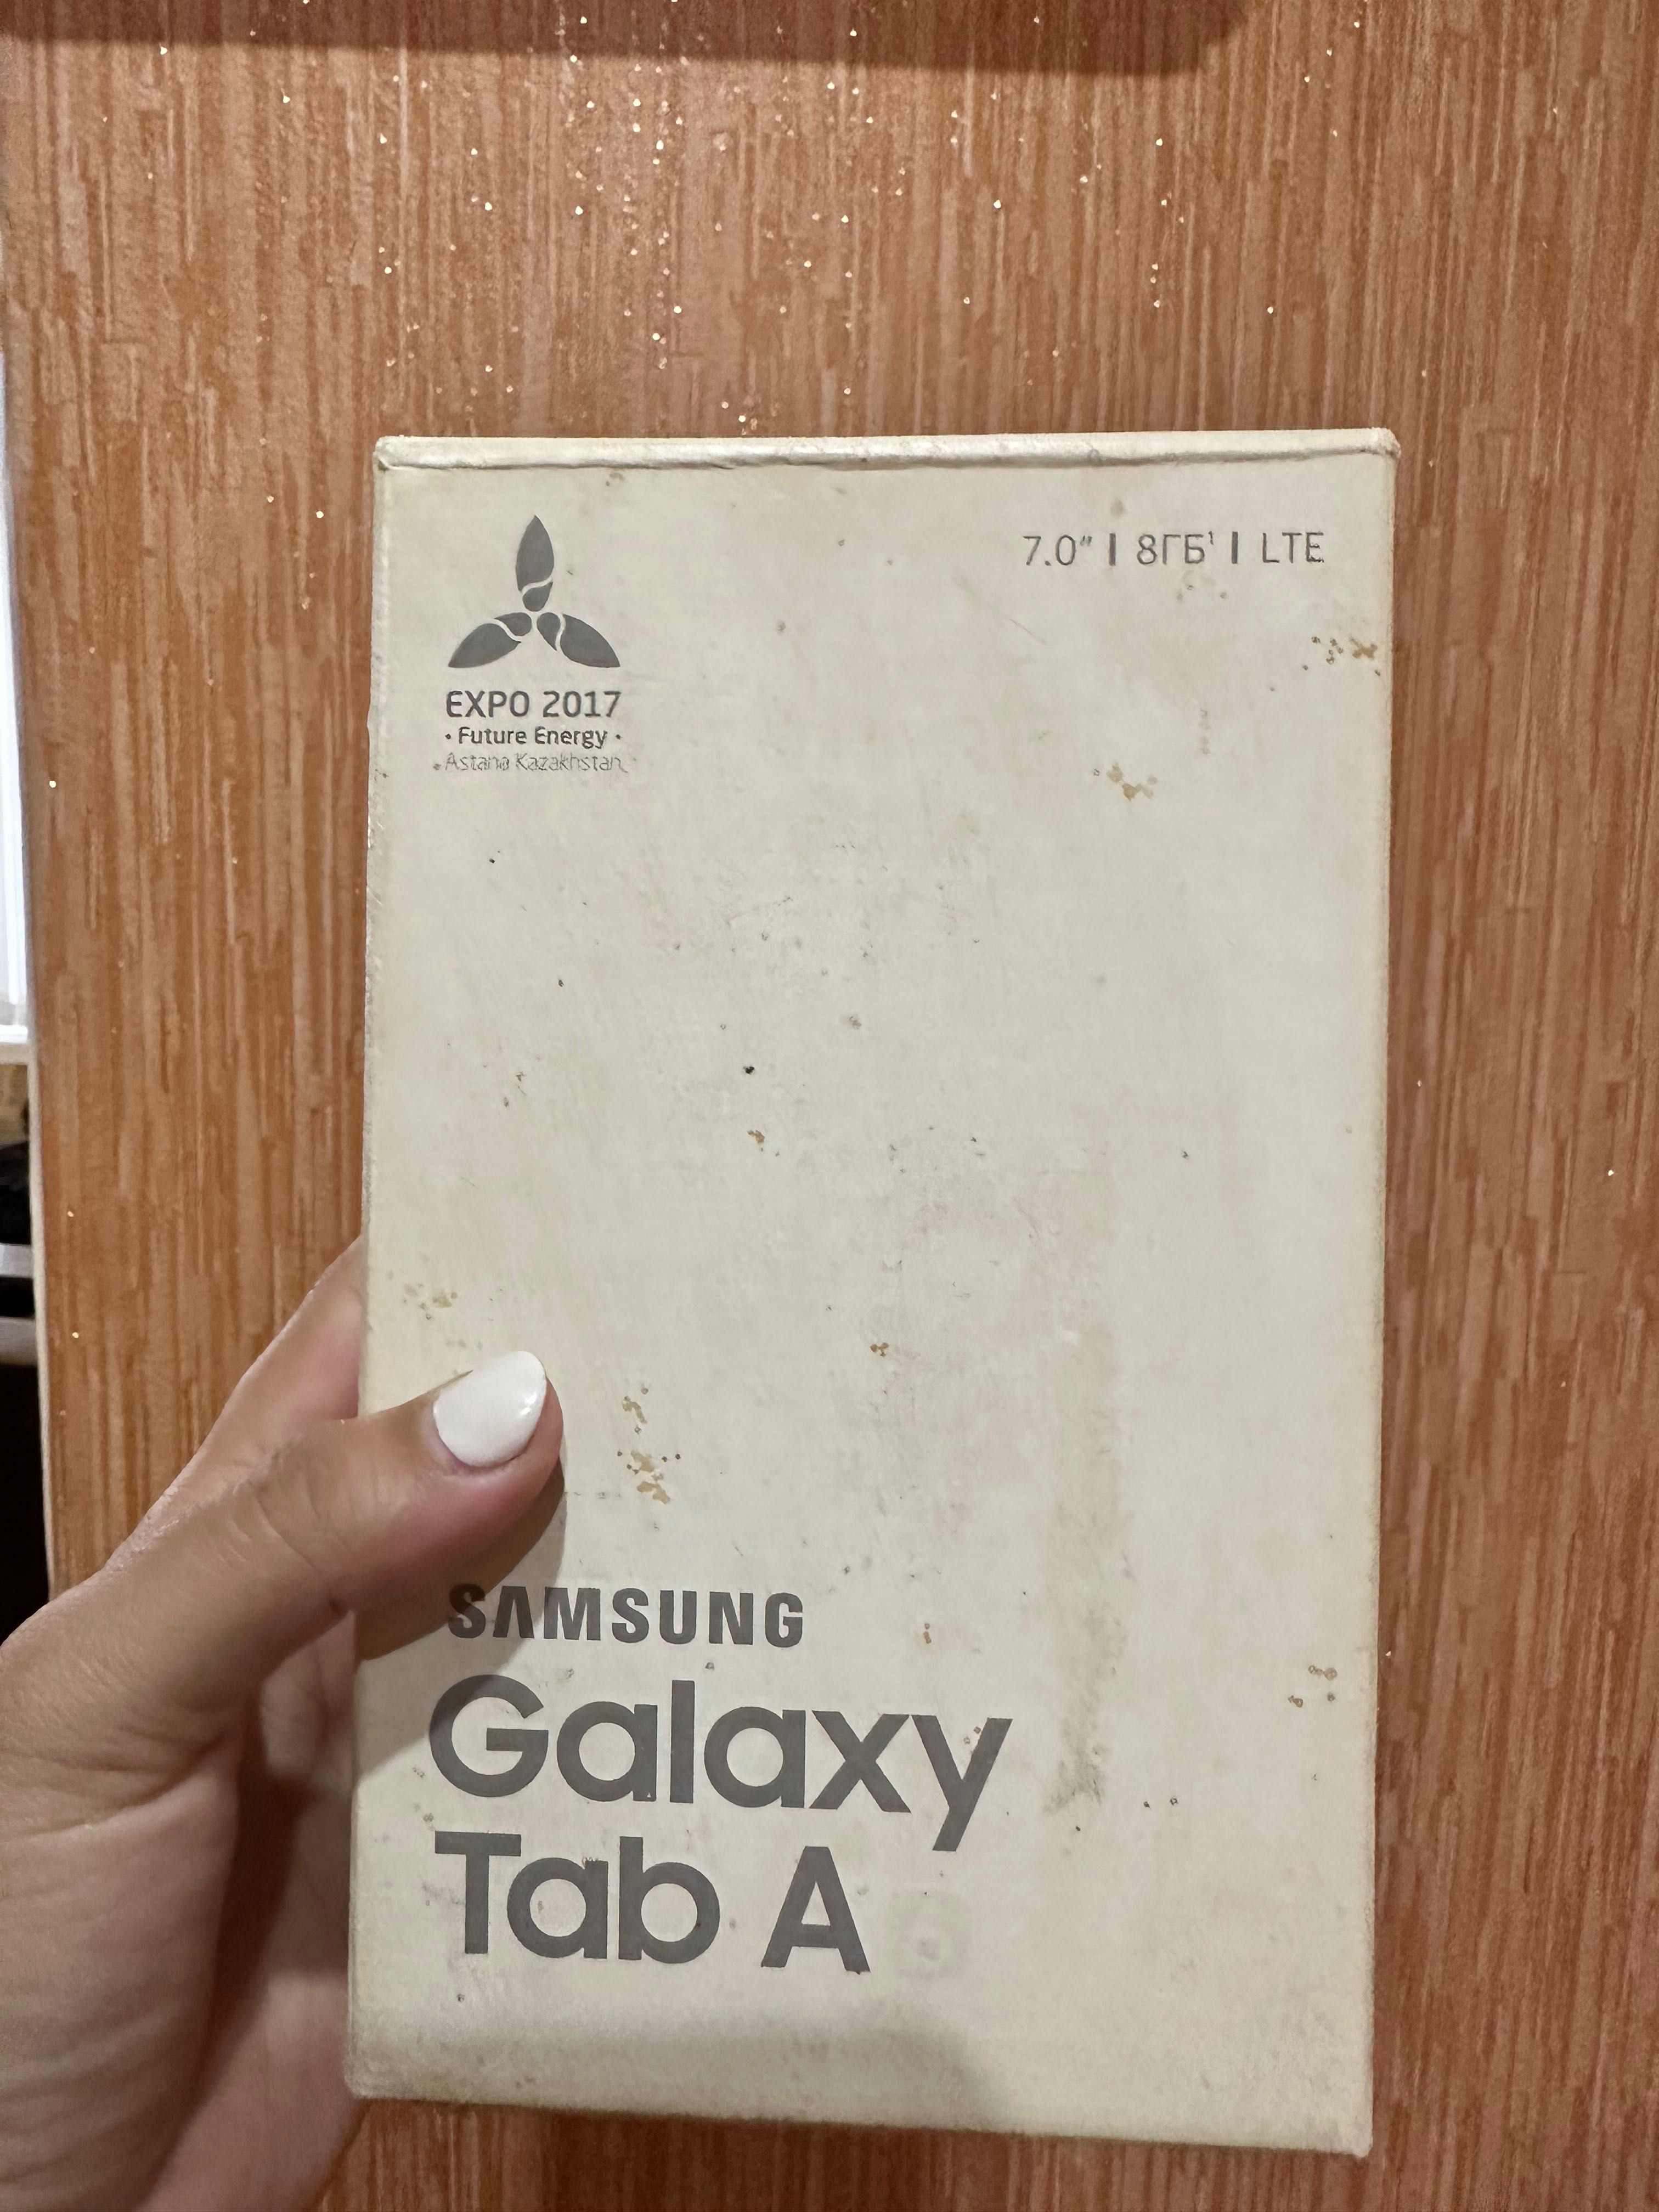 7.0" | 8ГБ¹ | LTE
EXPO 2017
• Future Energy •
Astana Kazakhstan
SAMSUNG
Galaxy
Tab A